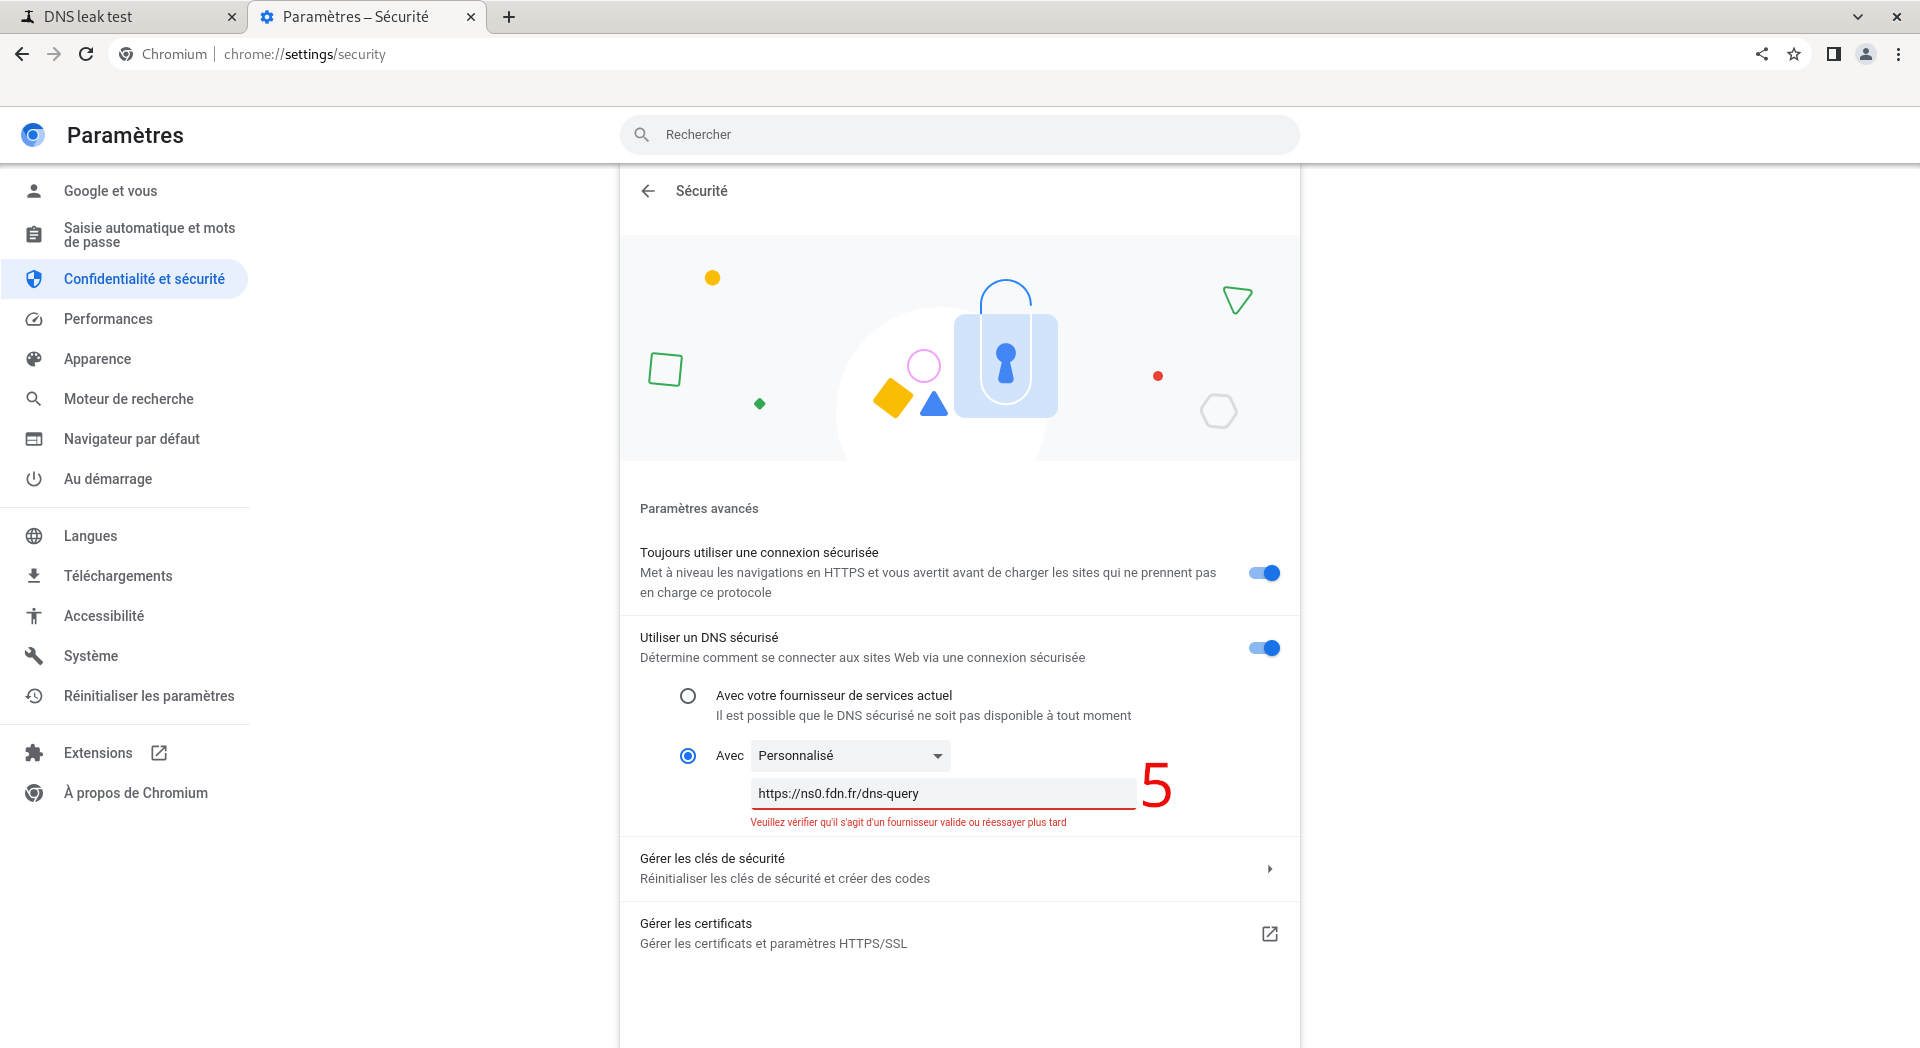 DNS leak test
Paramètres – Sécurité
Chromium
chrome://settings/security
Paramètres
Rechercher
Google et vous
Saisie automatique et mots
de passe
Confidentialité et sécurité
Performances
Apparence
Moteur de recherche
Navigateur par défaut
Au démarrage
Langues
Téléchargements
Accessibilité
Système
Réinitialiser les paramètres
Extensions
À propos de Chromium
Sécurité
Paramètres avancés
Toujours utiliser une connexion sécurisée
Met à niveau les navigations en HTTPS et vous avertit avant de charger les sites qui ne prennent pas
en charge ce protocole
Utiliser un DNS sécurisé
Détermine comment se connecter aux sites Web via une connexion sécurisée
Avec votre fournisseur de services actuel
Il est possible que le DNS sécurisé ne soit pas disponible à tout moment
Avec Personnalisé
https://ns0.fdn.fr/dns-query
5
Veuillez vérifier qu'il s'agit d'un fournisseur valide ou réessayer plus tard
Gérer les clés de sécurité
Réinitialiser les clés de sécurité et créer des codes
Gérer les certificats
Gérer les certificats et paramètres HTTPS/SSL